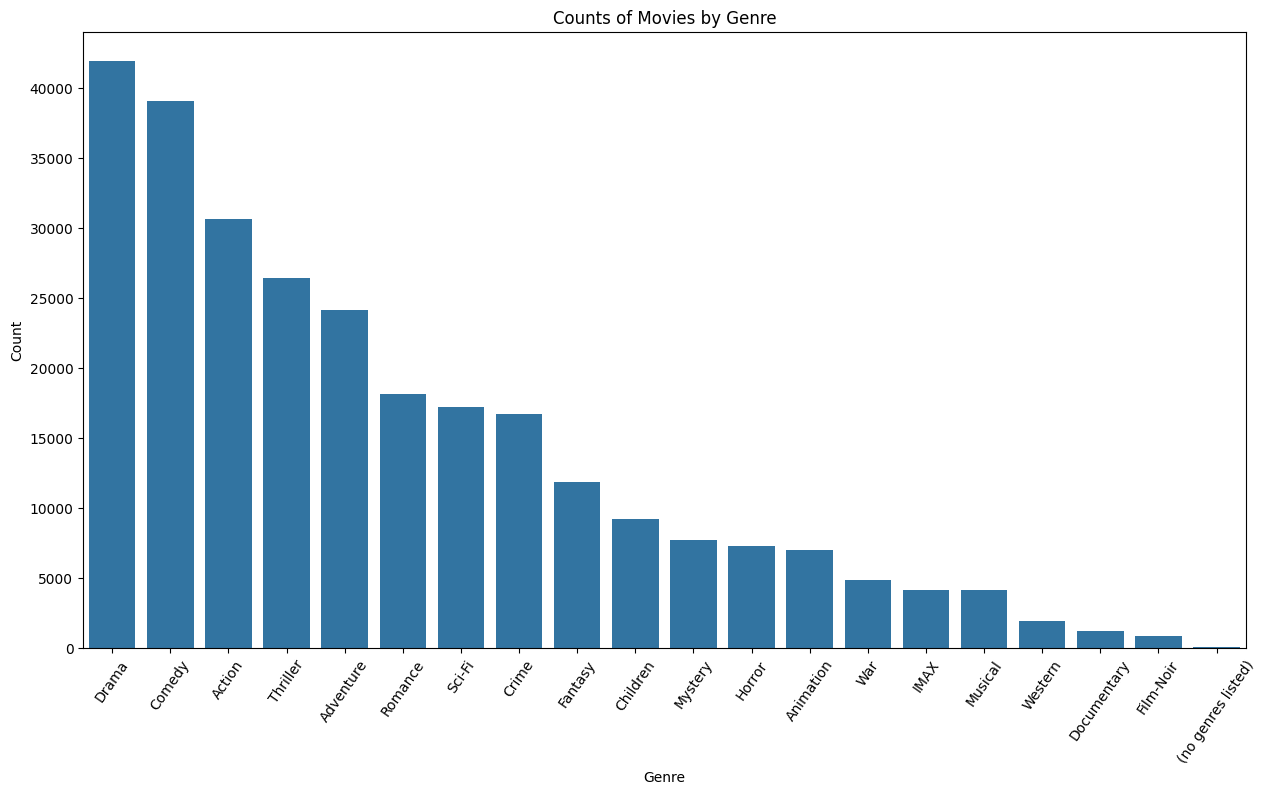 Counts of Movies by Genre
Count
40000
35000
30000
25000
20000
15000
10000
5000
0
Drama
Comedy
Action
Thriller
Adventure
Romance
Sci-Fi
Crime
Fantasy
Children
Mystery
Horror
Animation
War
IMAX
Musical
Western
Documentary
Film-Noir
(no genres listed)
Genre